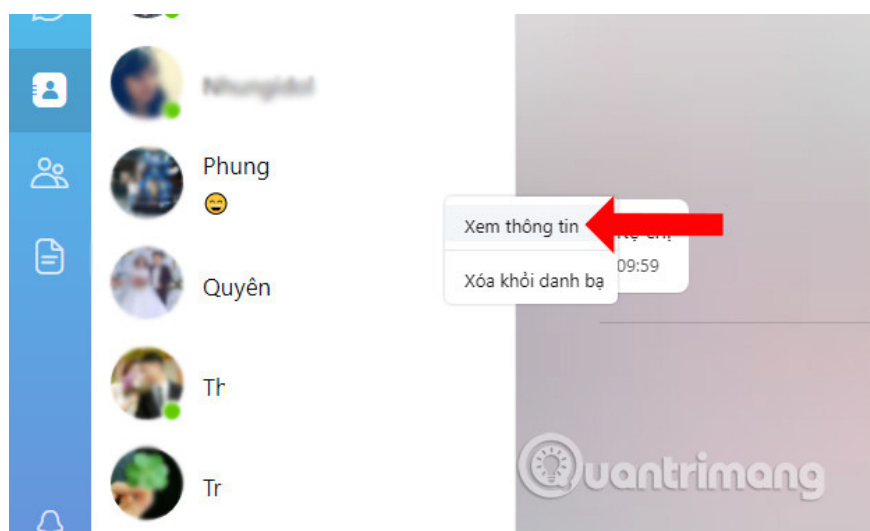 Phung
Xem thông tin
09:59
Xóa khỏi danh bạ
Quyên
Th
Tr
Quantrimang